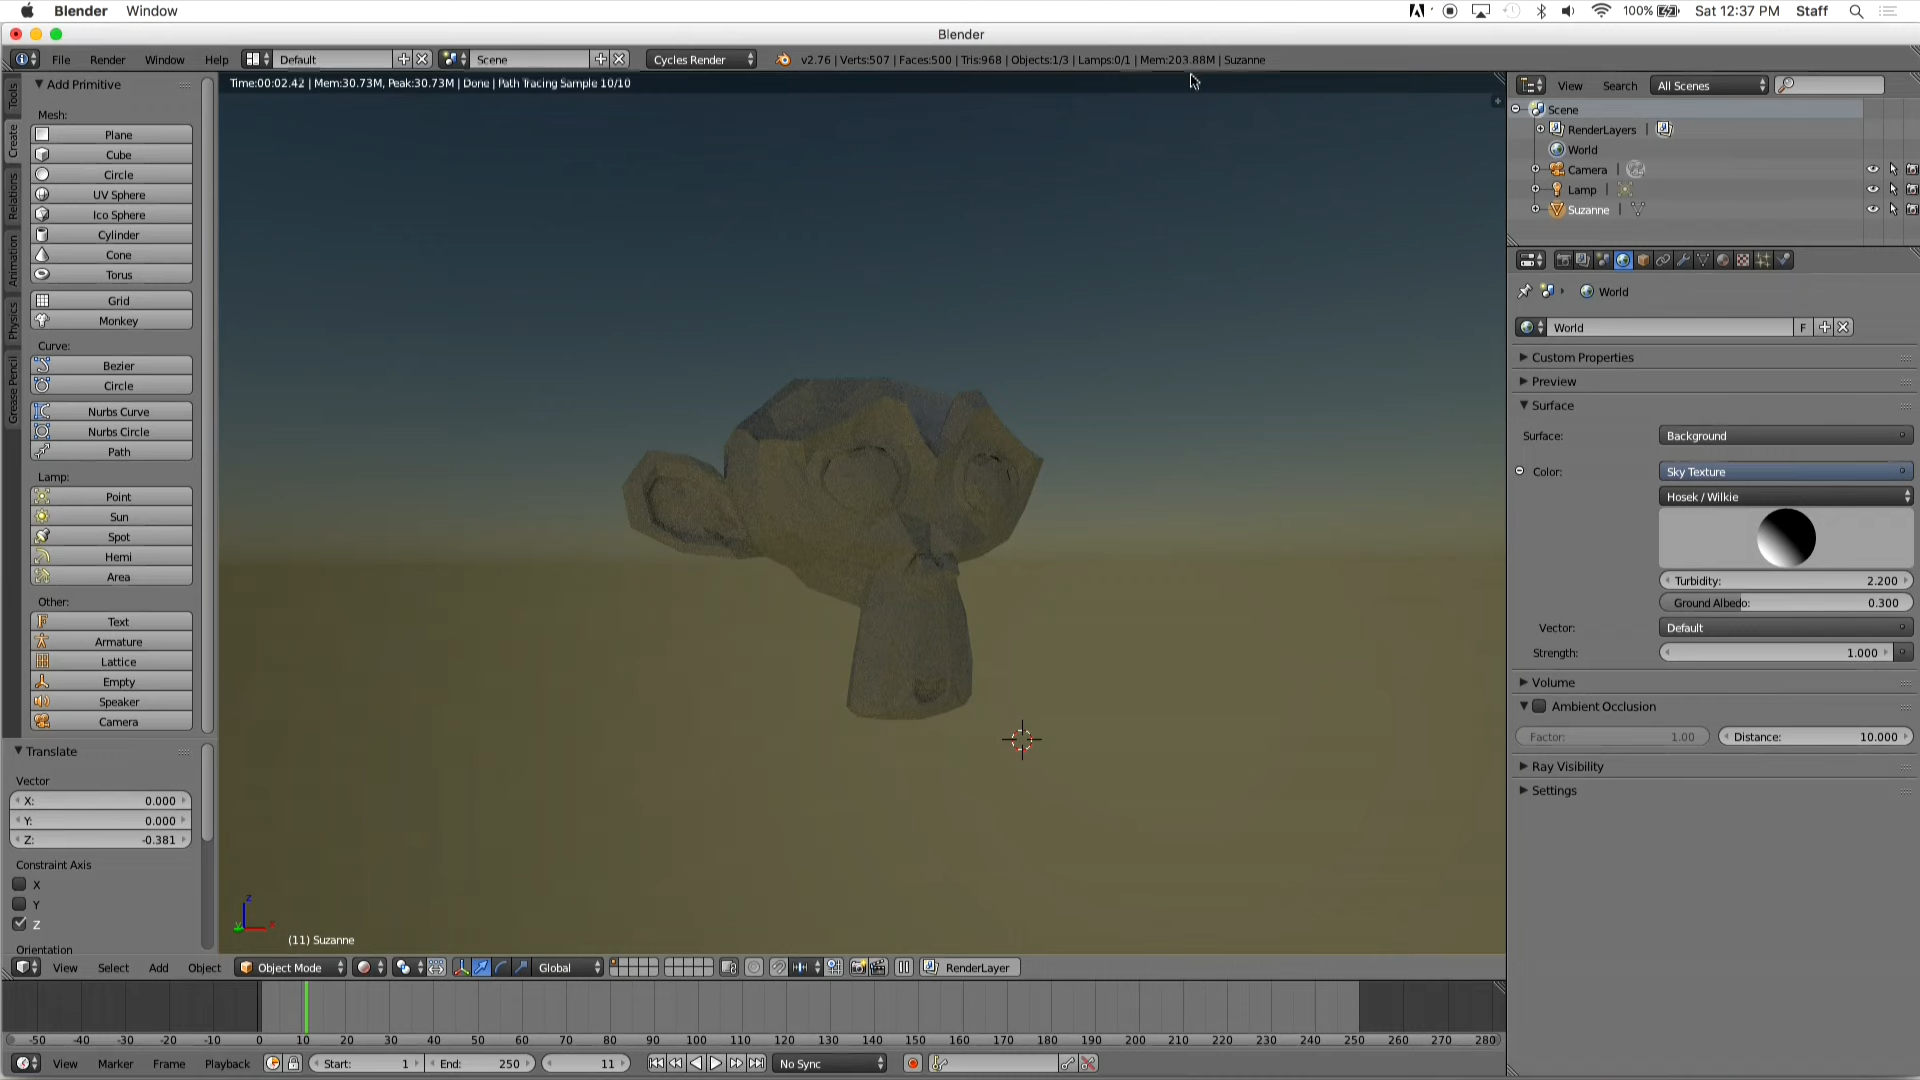 Blender Window 100% Sat 12:37 PM Staff
Blender
File Render Window Help Default Scene Cycles Render v2.76 | Verts:507 | Faces:500 | Tris:968 | Objects:1/3 | Lamps:0/1 | Mem:203.88M | Suzanne
Time:00:02.42 | Mem:30.73M, Peak:30.73M | Done | Path Tracing Sample 10/10
Tools
Create
Relations
Animation
Physics
Grease Pencil
Add Primitive
Mesh:
Plane
Cube
Circle
UV Sphere
Ico Sphere
Cylinder
Cone
Torus
Grid
Monkey
Curve:
Bezier
Circle
Nurbs Curve
Nurbs Circle
Path
Lamp:
Point
Sun
Spot
Hemi
Area
Other:
Text
Armature
Lattice
Empty
Speaker
Camera
Translate
Vector
X: 0.000
Y: 0.000
Z: -0.381
Constraint Axis
X
Y
Z
Orientation
(11) Suzanne
View Select Add Object Object Mode Global RenderLayer
-50 -40 -30 -20 -10 0 10 20 30 40 50 60 70 80 90 100 110 120 130 140 150 160 170 180 190 200 210 220 230 240 250 260 270 280
View Marker Frame Playback Start: 1 End: 250 11 No Sync
View Search All Scenes
Scene
RenderLayers
World
Camera
Lamp
Suzanne
World
World F
Custom Properties
Preview
Surface
Surface: Background
Color: Sky Texture
Hosek / Wilkie
Turbidity: 2.200
Ground Albedo: 0.300
Vector: Default
Strength: 1.000
Volume
Ambient Occlusion
Factor: 1.00 Distance: 10.000
Ray Visibility
Settings